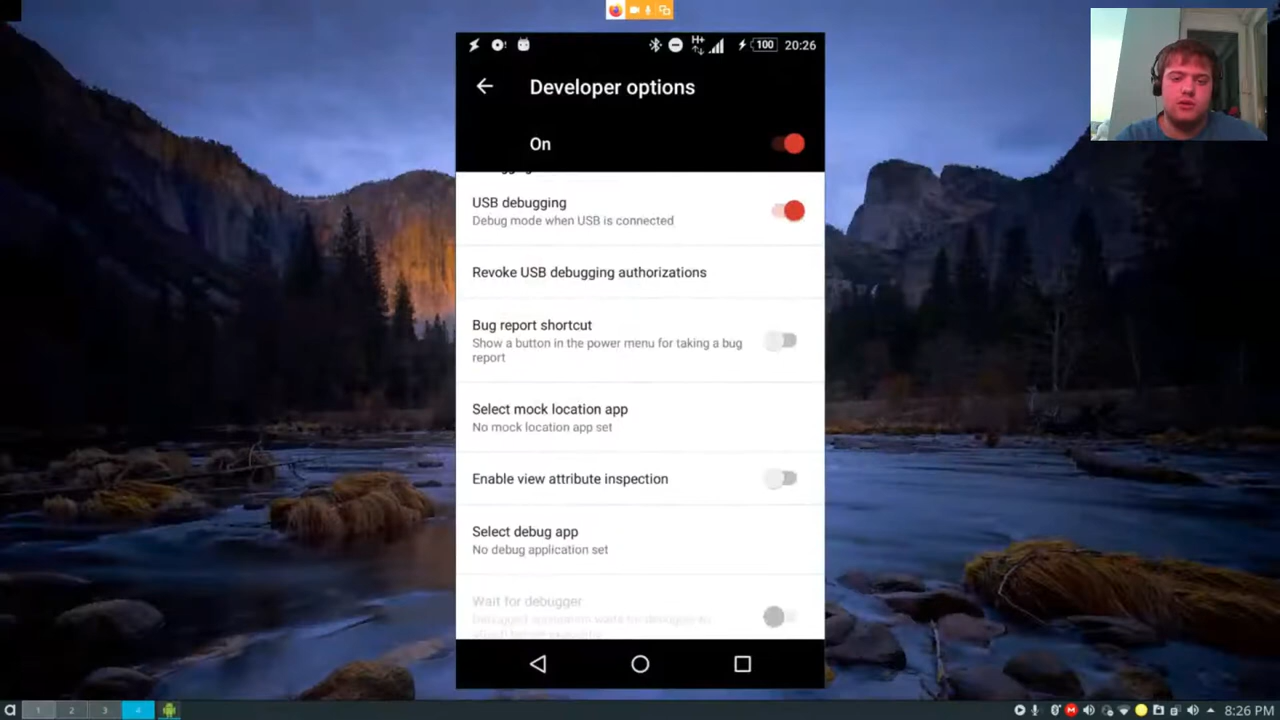 H+
100
20:26
Developer options
On
USB debugging
Debug mode when USB is connected
Revoke USB debugging authorizations
Bug report shortcut
Show a button in the power menu for taking a bug
report
Select mock location app
No mock location app set
Enable view attribute inspection
Select debug app
No debug application set
Wait for debugger
1
2
3
4
8:26 PM